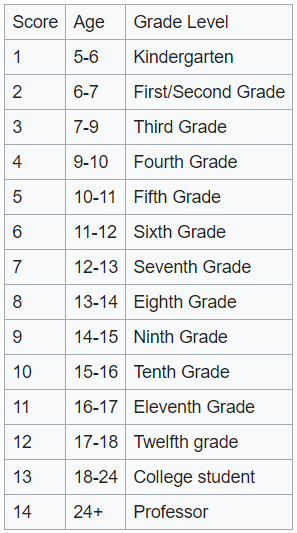 Score Age Grade Level
1 5-6 Kindergarten
2 6-7 First/Second Grade
3 7-9 Third Grade
4 9-10 Fourth Grade
5 10-11 Fifth Grade
6 11-12 Sixth Grade
7 12-13 Seventh Grade
8 13-14 Eighth Grade
9 14-15 Ninth Grade
10 15-16 Tenth Grade
11 16-17 Eleventh Grade
12 17-18 Twelfth grade
13 18-24 College student
14 24+ Professor